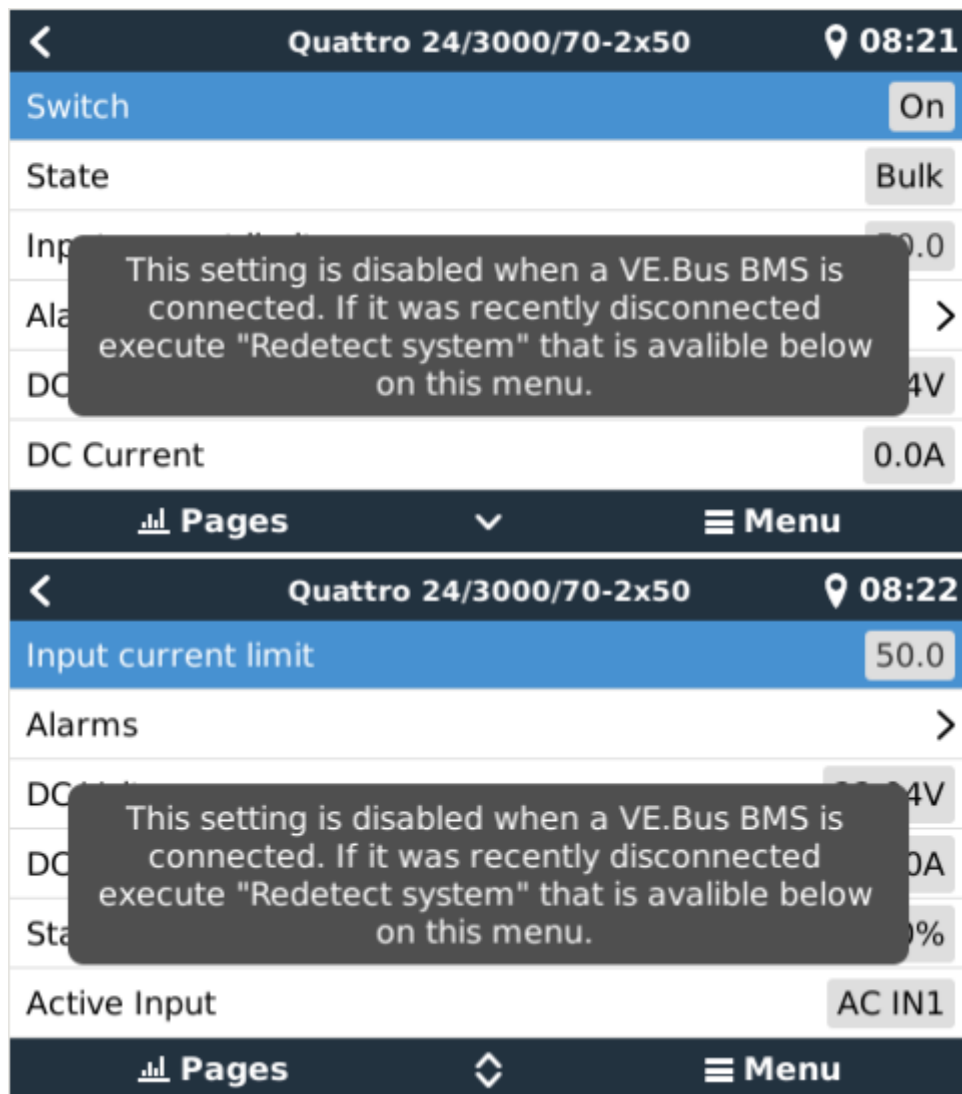 Quattro 24/3000/70-2x50 08:21
Switch On
State Bulk
This setting is disabled when a VE.Bus BMS is
connected. If it was recently disconnected
execute "Redetect system" that is avalible below
on this menu.
DC Current 0.0A
Pages Menu
Quattro 24/3000/70-2x50 08:22
Input current limit 50.0
Alarms
This setting is disabled when a VE.Bus BMS is
connected. If it was recently disconnected
execute "Redetect system" that is avalible below
on this menu.
Active Input AC IN1
Pages Menu